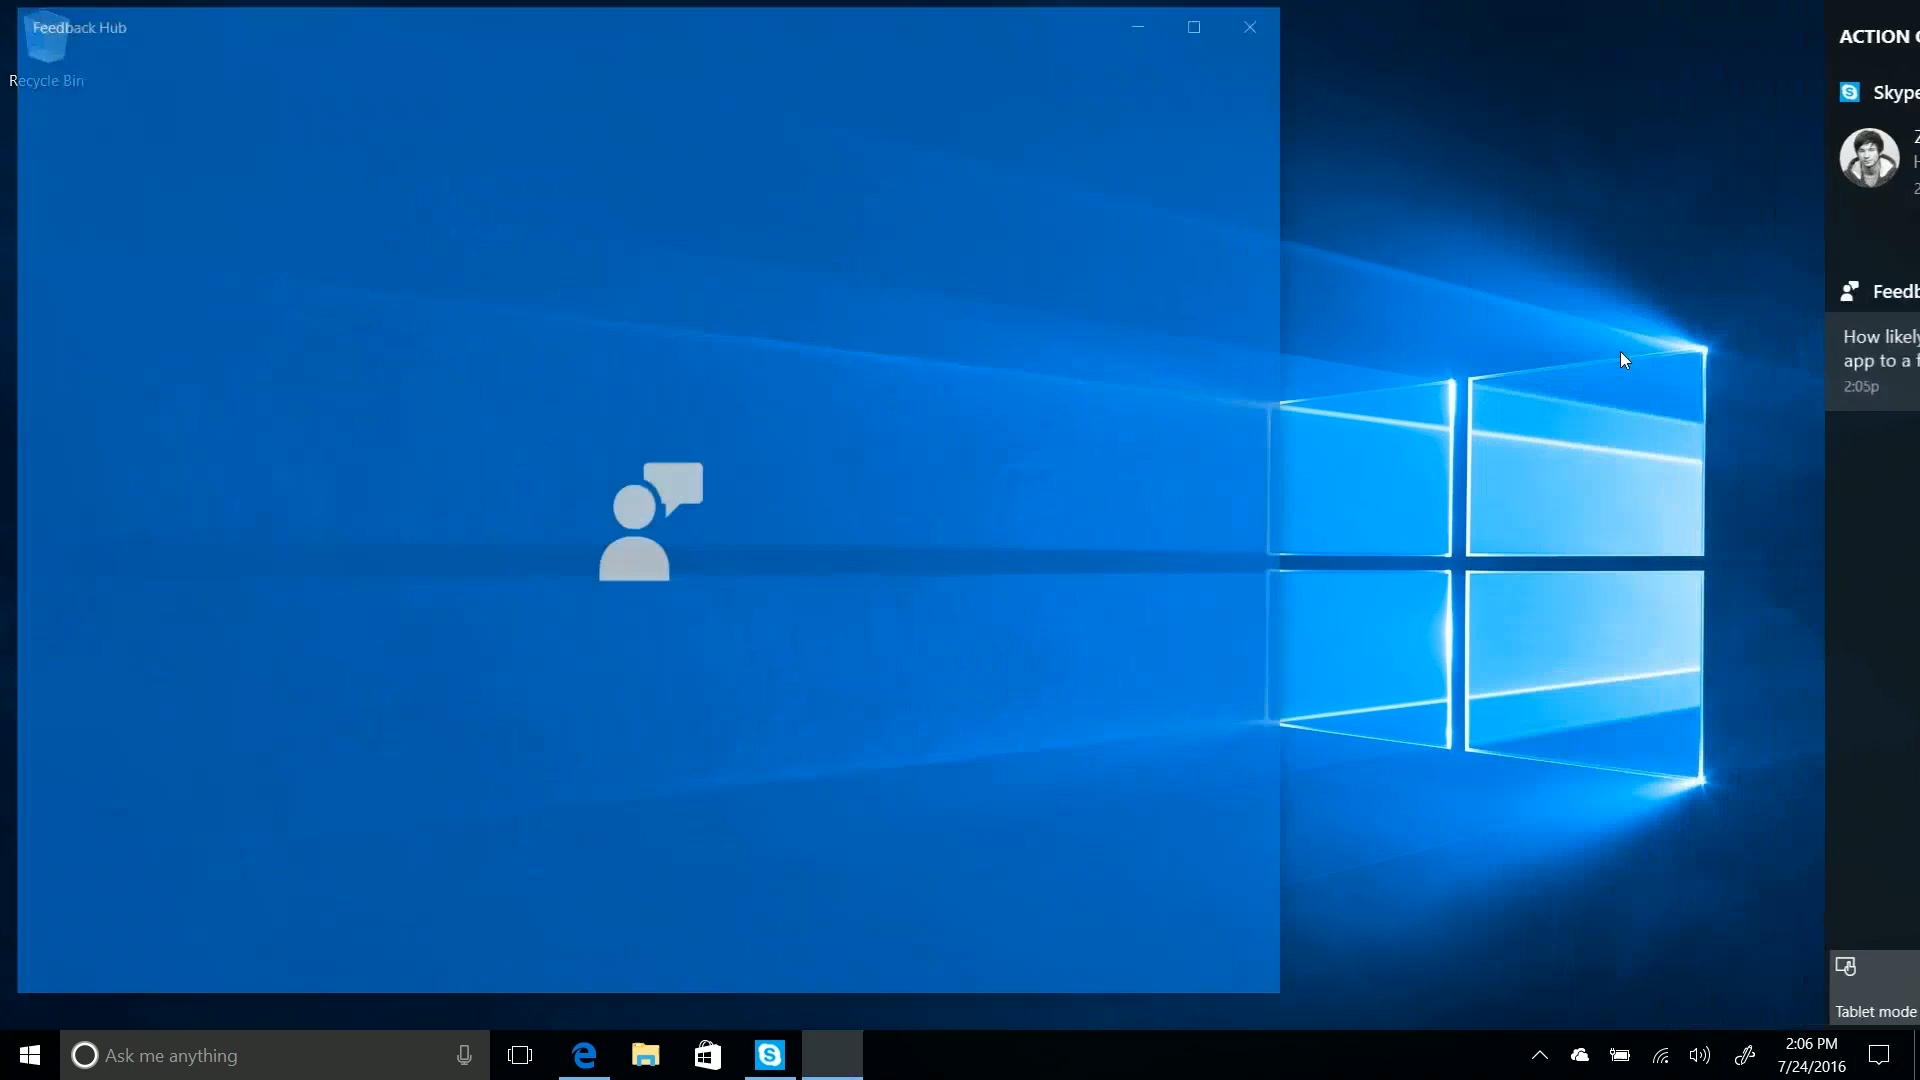 Feedback Hub
Recycle Bin
ACTION
Skype
How likely
app to a
2:05p
Tablet mode
Ask me anything
2:06 PM
7/24/2016